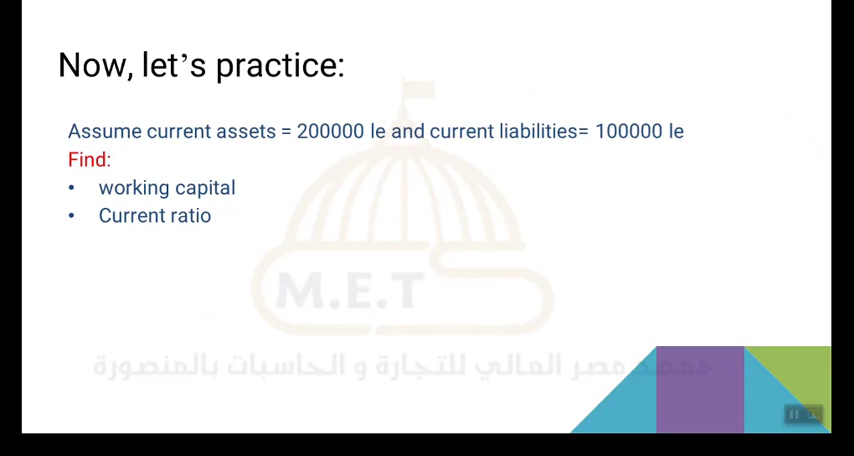 Now, let’s practice:
Assume current assets = 200000 le and current liabilities= 100000 le
Find:
• working capital
• Current ratio
M.E.T
معهد مصر العالي للتجارة و الحاسبات بالمنصورة